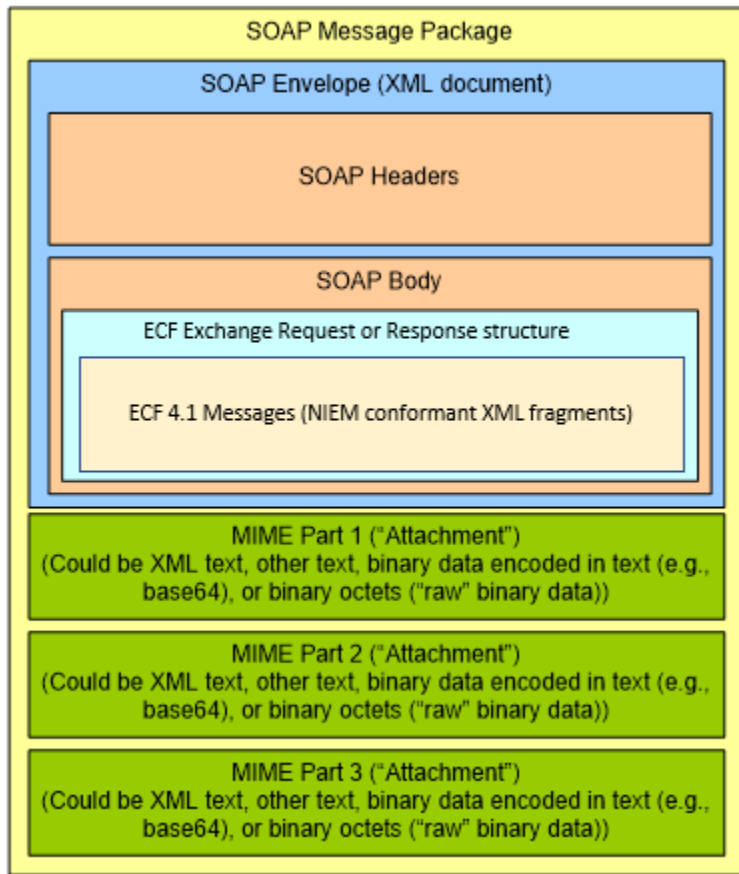 SOAP Message Package
SOAP Envelope (XML document)
SOAP Headers
SOAP Body
ECF Exchange Request or Response structure
ECF 4.1 Messages (NIEM conformant XML fragments)
MIME Part 1 (“Attachment”)
(Could be XML text, other text, binary data encoded in text (e.g.,
base64), or binary octets (“raw” binary data))
MIME Part 2 (“Attachment”)
(Could be XML text, other text, binary data encoded in text (e.g.,
base64), or binary octets (“raw” binary data))
MIME Part 3 (“Attachment”)
(Could be XML text, other text, binary data encoded in text (e.g.,
base64), or binary octets (“raw” binary data))